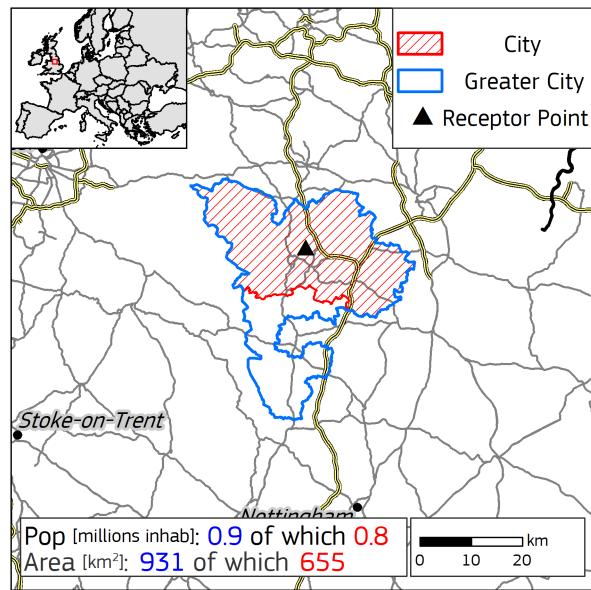 City
Greater City
Receptor Point
Stoke-on-Trent
Nottingham
Pop [millions inhab]: 0.9 of which 0.8
Area [km²]: 931 of which 655
km
0 10 20